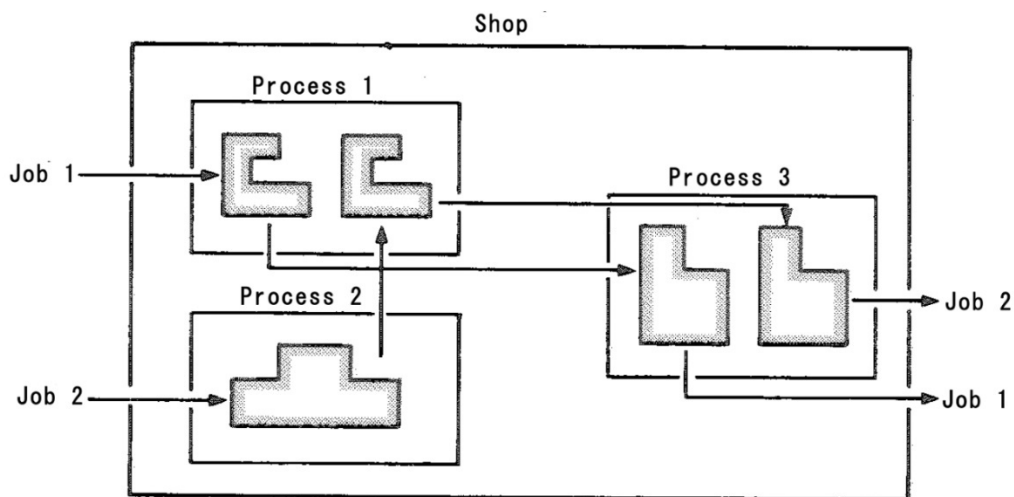 Shop
Process 1
Job 1
Process 3
Process 2
Job 2
Job 2
Job 1